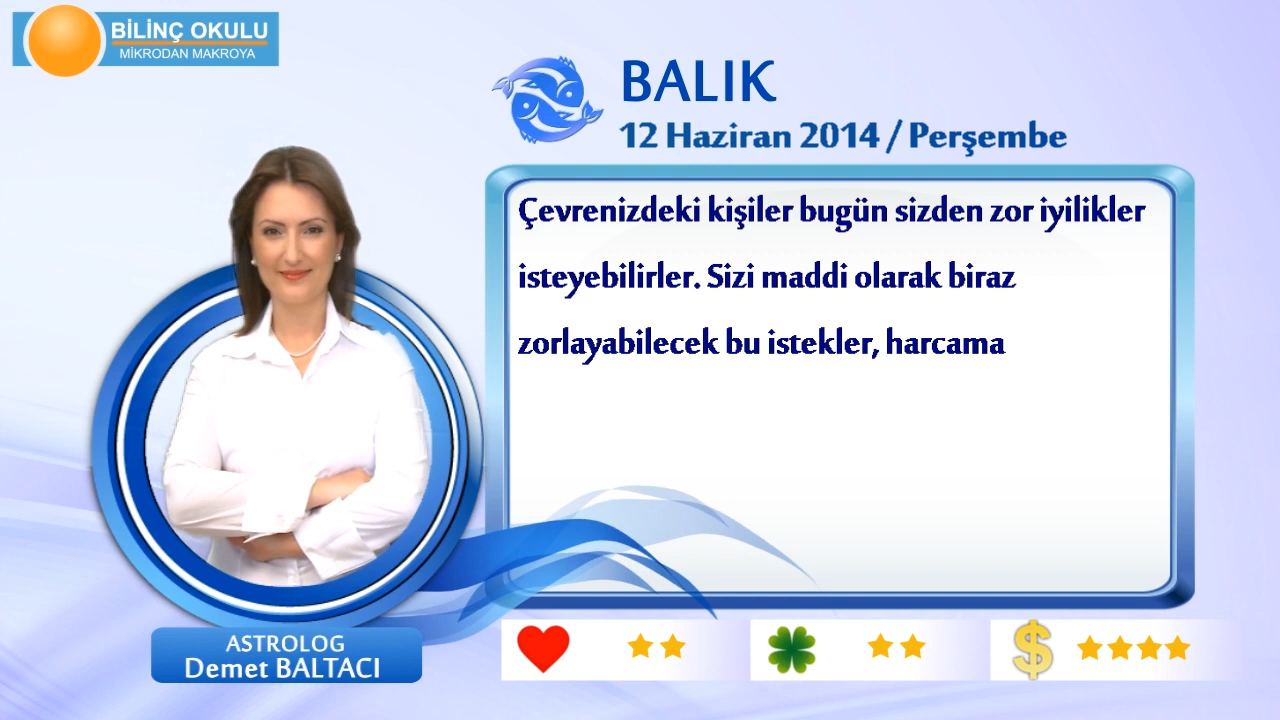 BİLİNÇ OKULU
MİKRODAN MAKROYA
BALIK
12 Haziran 2014 / Perşembe
Çevrenizdeki kişiler bugün sizden zor iyilikler
isteyebilirler. Sizi maddi olarak biraz
zorlayabilecek bu istekler, harcama
ASTROLOG
Demet BALTACI
$